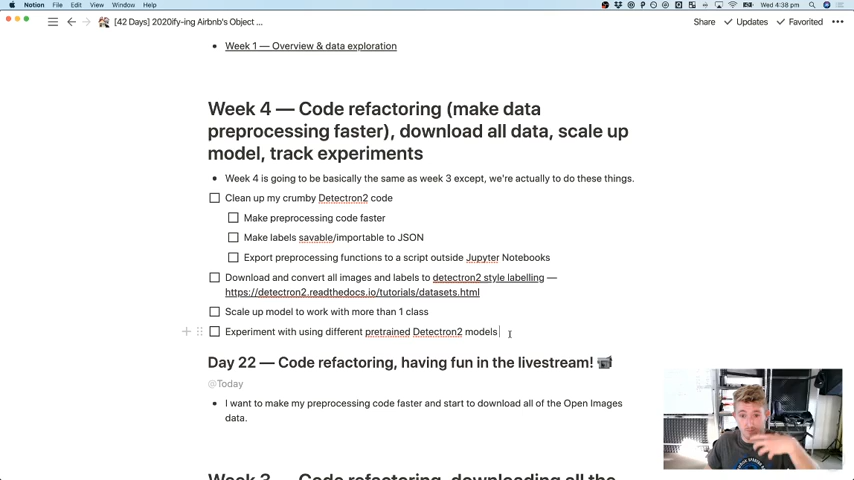 Notion File Edit View Window Help
Wed 4:38 pm
[42 Days] 2020ify-ing Airbnb's Object ...
Share Updates Favorited
Week 1 — Overview & data exploration
Week 4 — Code refactoring (make data
preprocessing faster), download all data, scale up
model, track experiments
Week 4 is going to be basically the same as week 3 except, we're actually to do these things.
Clean up my crumby Detectron2 code
Make preprocessing code faster
Make labels savable/importable to JSON
Export preprocessing functions to a script outside Jupyter Notebooks
Download and convert all images and labels to detectron2 style labelling —
https://detectron2.readthedocs.io/tutorials/datasets.html
Scale up model to work with more than 1 class
Experiment with using different pretrained Detectron2 models
Day 22 — Code refactoring, having fun in the livestream!
@Today
I want to make my preprocessing code faster and start to download all of the Open Images
data.
Week 3 — Code refactoring, downloading all the